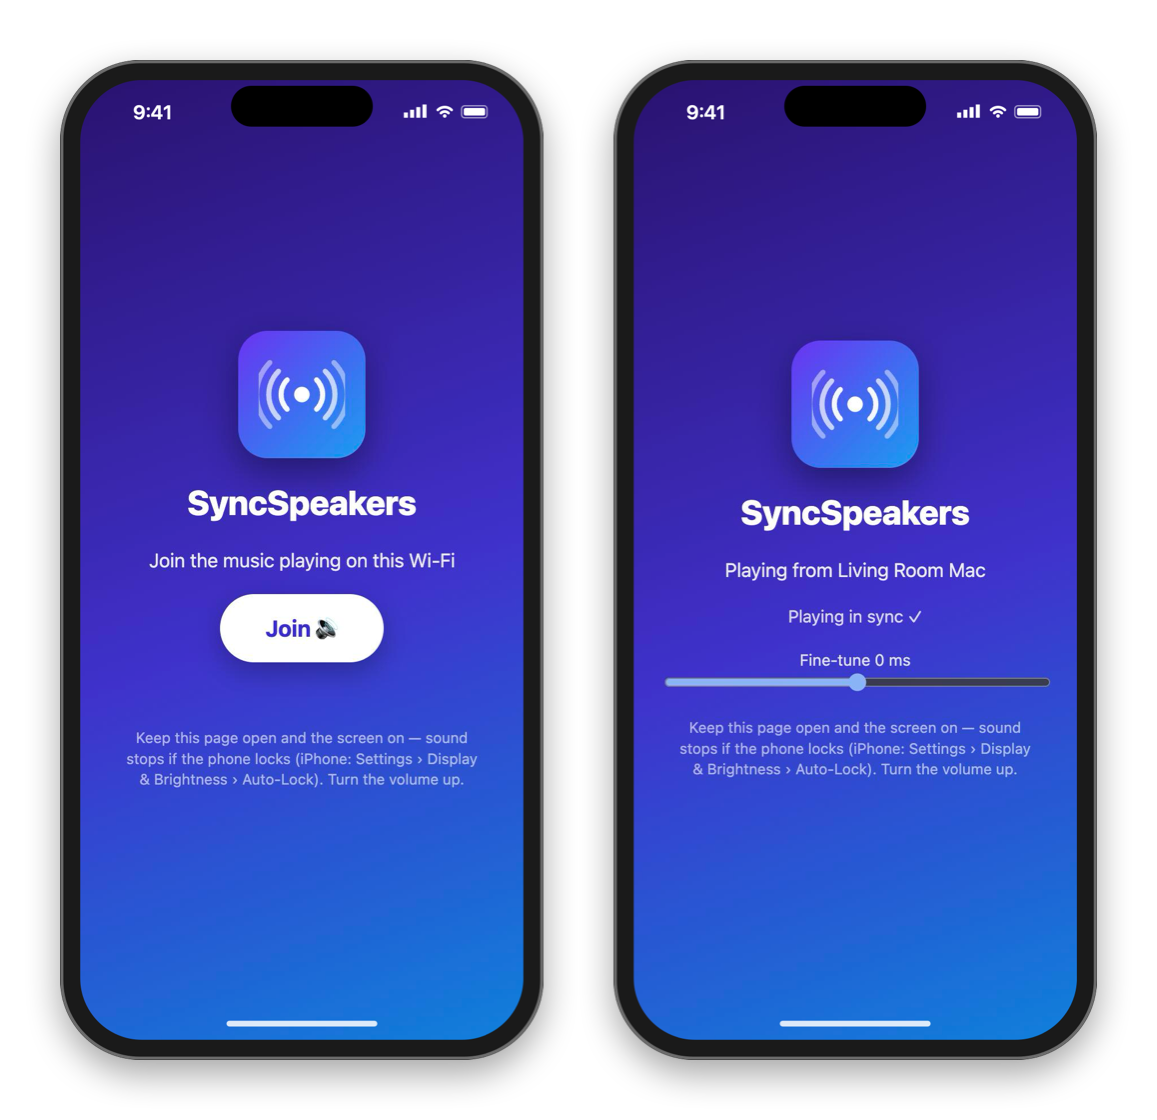 9:41
SyncSpeakers
Join the music playing on this Wi-Fi
Join 🔊
Keep this page open and the screen on — sound
stops if the phone locks (iPhone: Settings › Display
& Brightness › Auto-Lock). Turn the volume up.
9:41
SyncSpeakers
Playing from Living Room Mac
Playing in sync ✓
Fine-tune 0 ms
Keep this page open and the screen on — sound
stops if the phone locks (iPhone: Settings › Display
& Brightness › Auto-Lock). Turn the volume up.